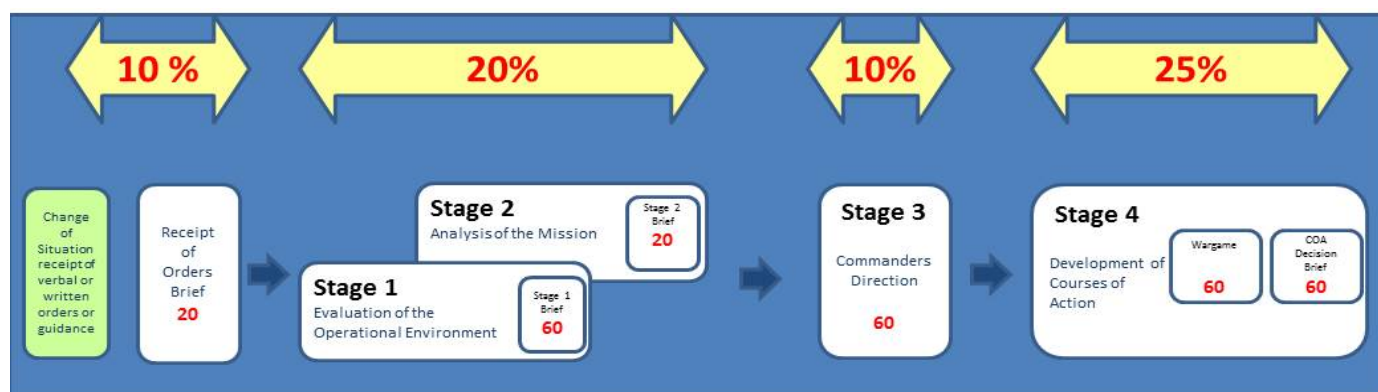 10 %
20%
10%
25%
Change
of
Situation
receipt of
verbal or
written
orders or
guidance
Receipt
of
Orders
Brief
20
Stage 2
Analysis of the Mission
Stage 2
Brief
20
Stage 1
Evaluation of the
Operational Environment
Stage 1
Brief
60
Stage 3
Commanders
Direction
60
Stage 4
Development of
Courses of
Action
Wargame
60
COA
Decision
Brief
60